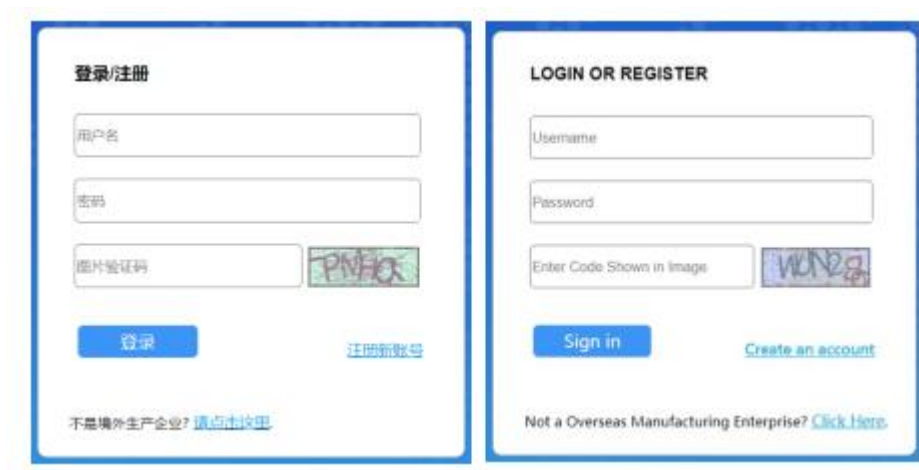 登录/注册
用户名
密码
图片验证码
登录
注册新账号
不是境外生产企业? 请点击这里.
LOGIN OR REGISTER
Username
Password
Enter Code Shown in Image
WUN28
Sign in
Create an account
Not a Overseas Manufacturing Enterprise? Click Here.